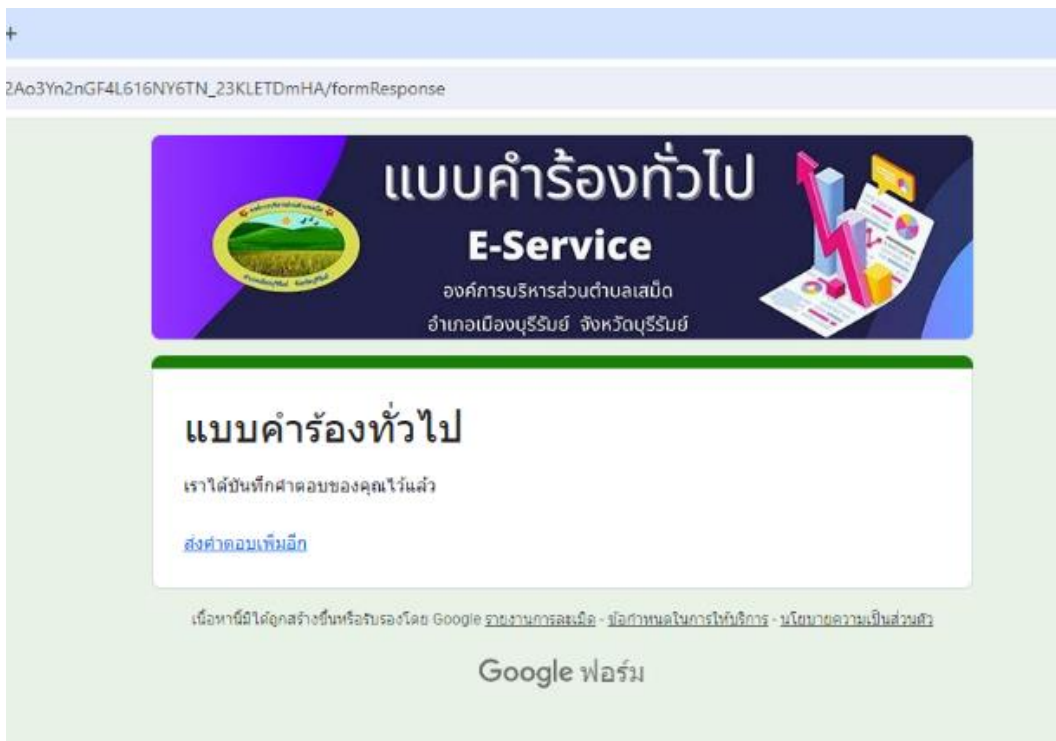 +
2Ao3Yn2nGF4L616NY6TN_23KLETDmHA/formResponse
แบบคำร้องทั่วไป
E-Service
องค์การบริหารส่วนตำบลเสม็ด
อำเภอเมืองบุรีรัมย์ จังหวัดบุรีรัมย์
แบบคำร้องทั่วไป
เราได้บันทึกคำตอบของคุณไว้แล้ว
ส่งคำตอบเพิ่มอีก
เนื้อหานี้มิได้ถูกสร้างขึ้นหรือรับรองโดย Google รายงานการละเมิด - ข้อกำหนดในการให้บริการ - นโยบายความเป็นส่วนตัว
Google ฟอร์ม